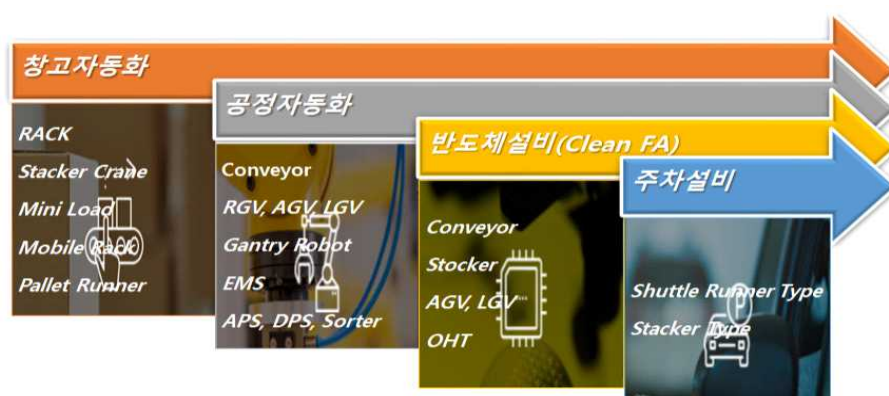 창고자동화
RACK
Stacker Crane
Mini Load
Mobile Rack
Pallet Runner
공정자동화
Conveyor
RGV, AGV, LGV
Gantry Robot
EMS
APS, DPS, Sorter
반도체설비(Clean FA)
Conveyor
Stocker
AGV, LGV
OHT
주차설비
Shuttle Runner Type
Stacker Type
P